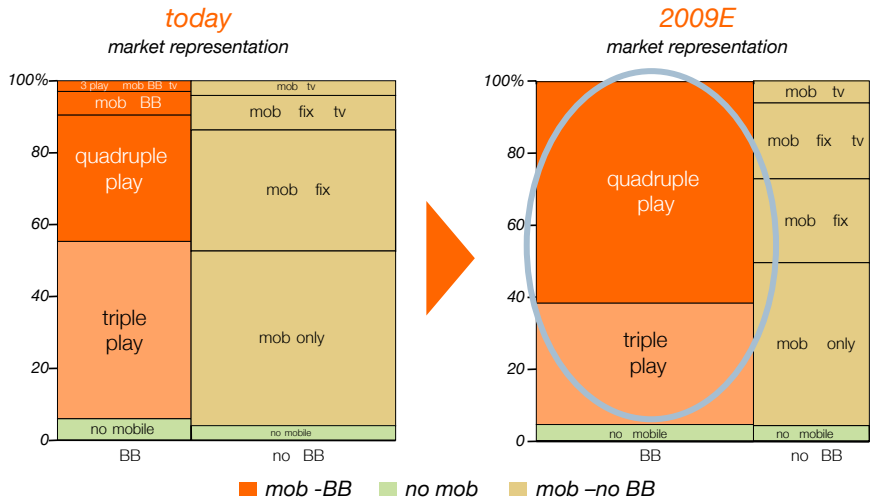 today
market representation
100%
80
60
40
20
0
3 play mob BB tv
mob BB
quadruple
play
triple
play
no mobile
mob tv
mob fix tv
mob fix
mob only
no mobile
BB
no BB
2009E
market representation
100%
80
60
40
20
0
quadruple
play
triple
play
no mobile
mob tv
mob fix tv
mob fix
mob only
no mobile
BB
no BB
mob -BB
no mob
mob –no BB